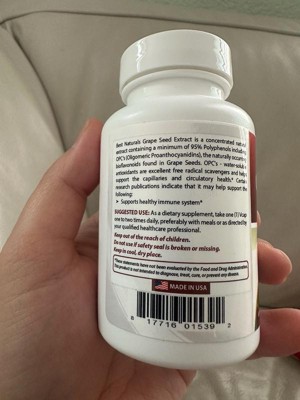 Best Naturals Grape Seed Extract is a concentrated natural
extract containing a minimum of 95% Polyphenols including
OPC's (Oligomeric Proanthocyanidins), the naturally occurring
bioflavonoids found in Grape Seeds. OPC's - water-soluble
antioxidants are excellent free radical scavengers and help
support the capillaries and circulatory health*
research publications indicate that it may help support the
following:
› Supports healthy immune system*
SUGGESTED USE: As a dietary supplement, take one (1)
one to two times daily, preferably with meals or as directed by
your qualified healthcare professional.
Keep out of the reach of children.
Do not use if safety seal is broken or missing.
Keep in cool, dry place.
*These statements have not been evaluated by the Food and Drug Administration.
This product is not intended to diagnose, treat, cure, or prevent any disease.
MADE IN USA
8 17716 01539 2